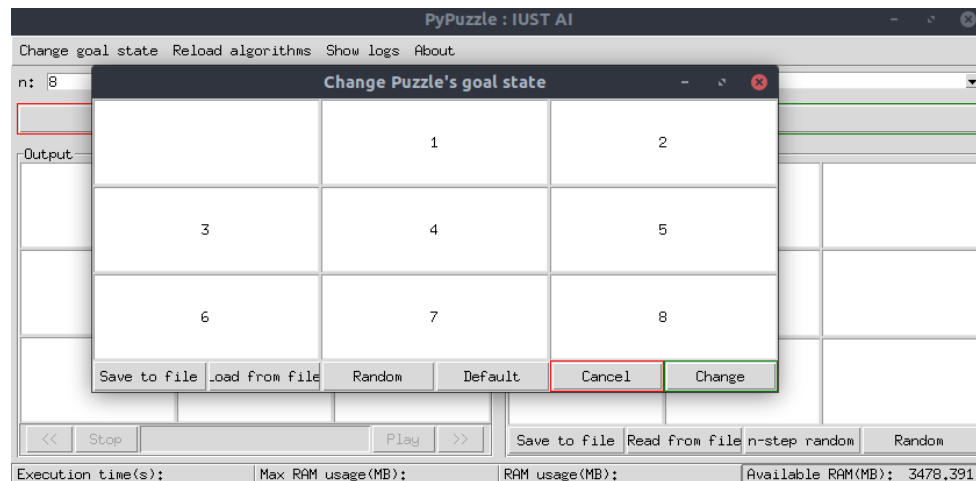 PyPuzzle : IUST AI
Change goal state Reload algorithms Show logs About
n: 8
Change Puzzle's goal state
1 2
Output
3 4 5
6 7 8
Save to file Load from file Random Default Cancel Change
<< Stop Play >> Save to file Read from file n-step random Random
Execution time(s): Max RAM usage(MB): RAM usage(MB): Available RAM(MB): 3478.391